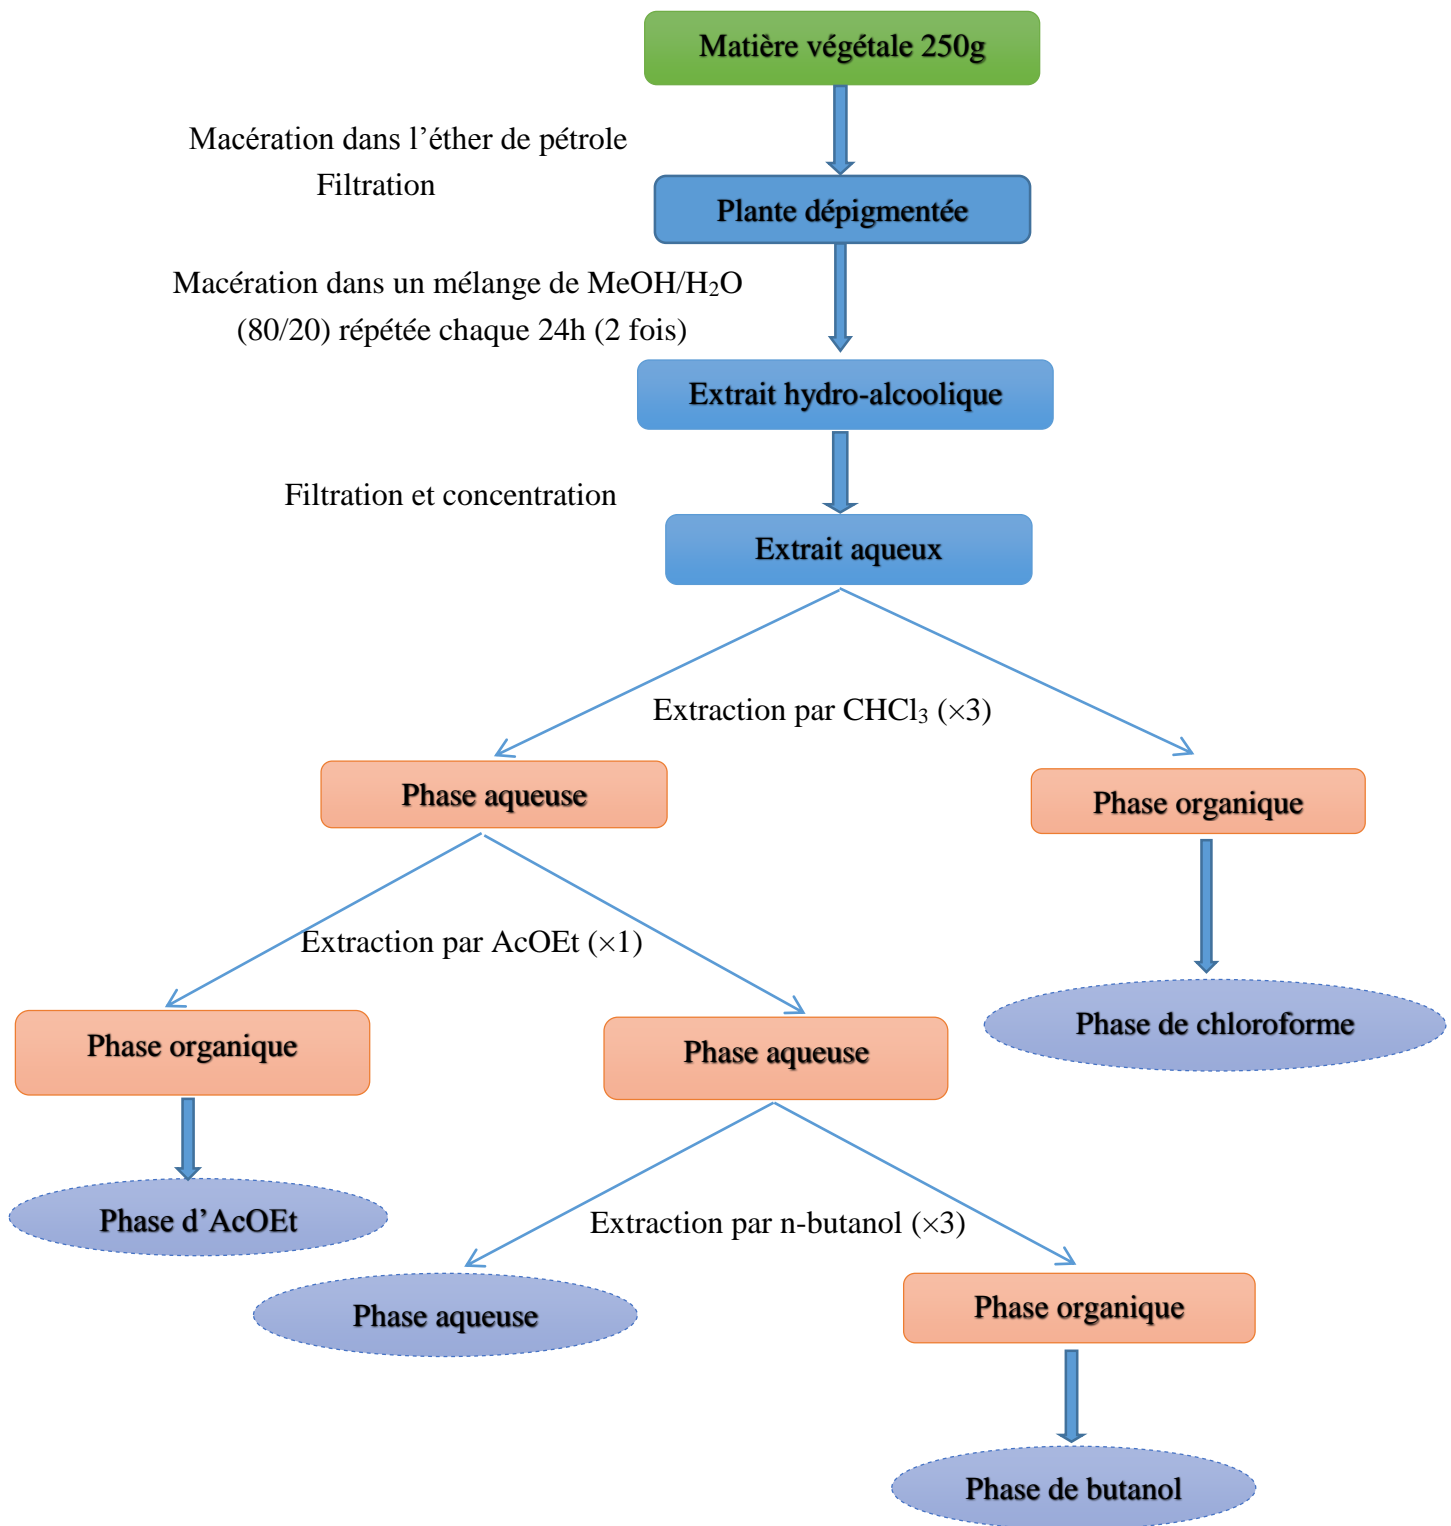 Matière végétale 250g
Macération dans l’éther de pétrole
Filtration
Plante dépigmentée
Macération dans un mélange de MeOH/H₂O
(80/20) répétée chaque 24h (2 fois)
Extrait hydro-alcoolique
Filtration et concentration
Extrait aqueux
Extraction par CHCl₃ (×3)
Phase aqueuse
Phase organique
Extraction par AcOEt (×1)
Phase organique
Phase aqueuse
Phase de chloroforme
Phase d’AcOEt
Extraction par n-butanol (×3)
Phase aqueuse
Phase organique
Phase de butanol